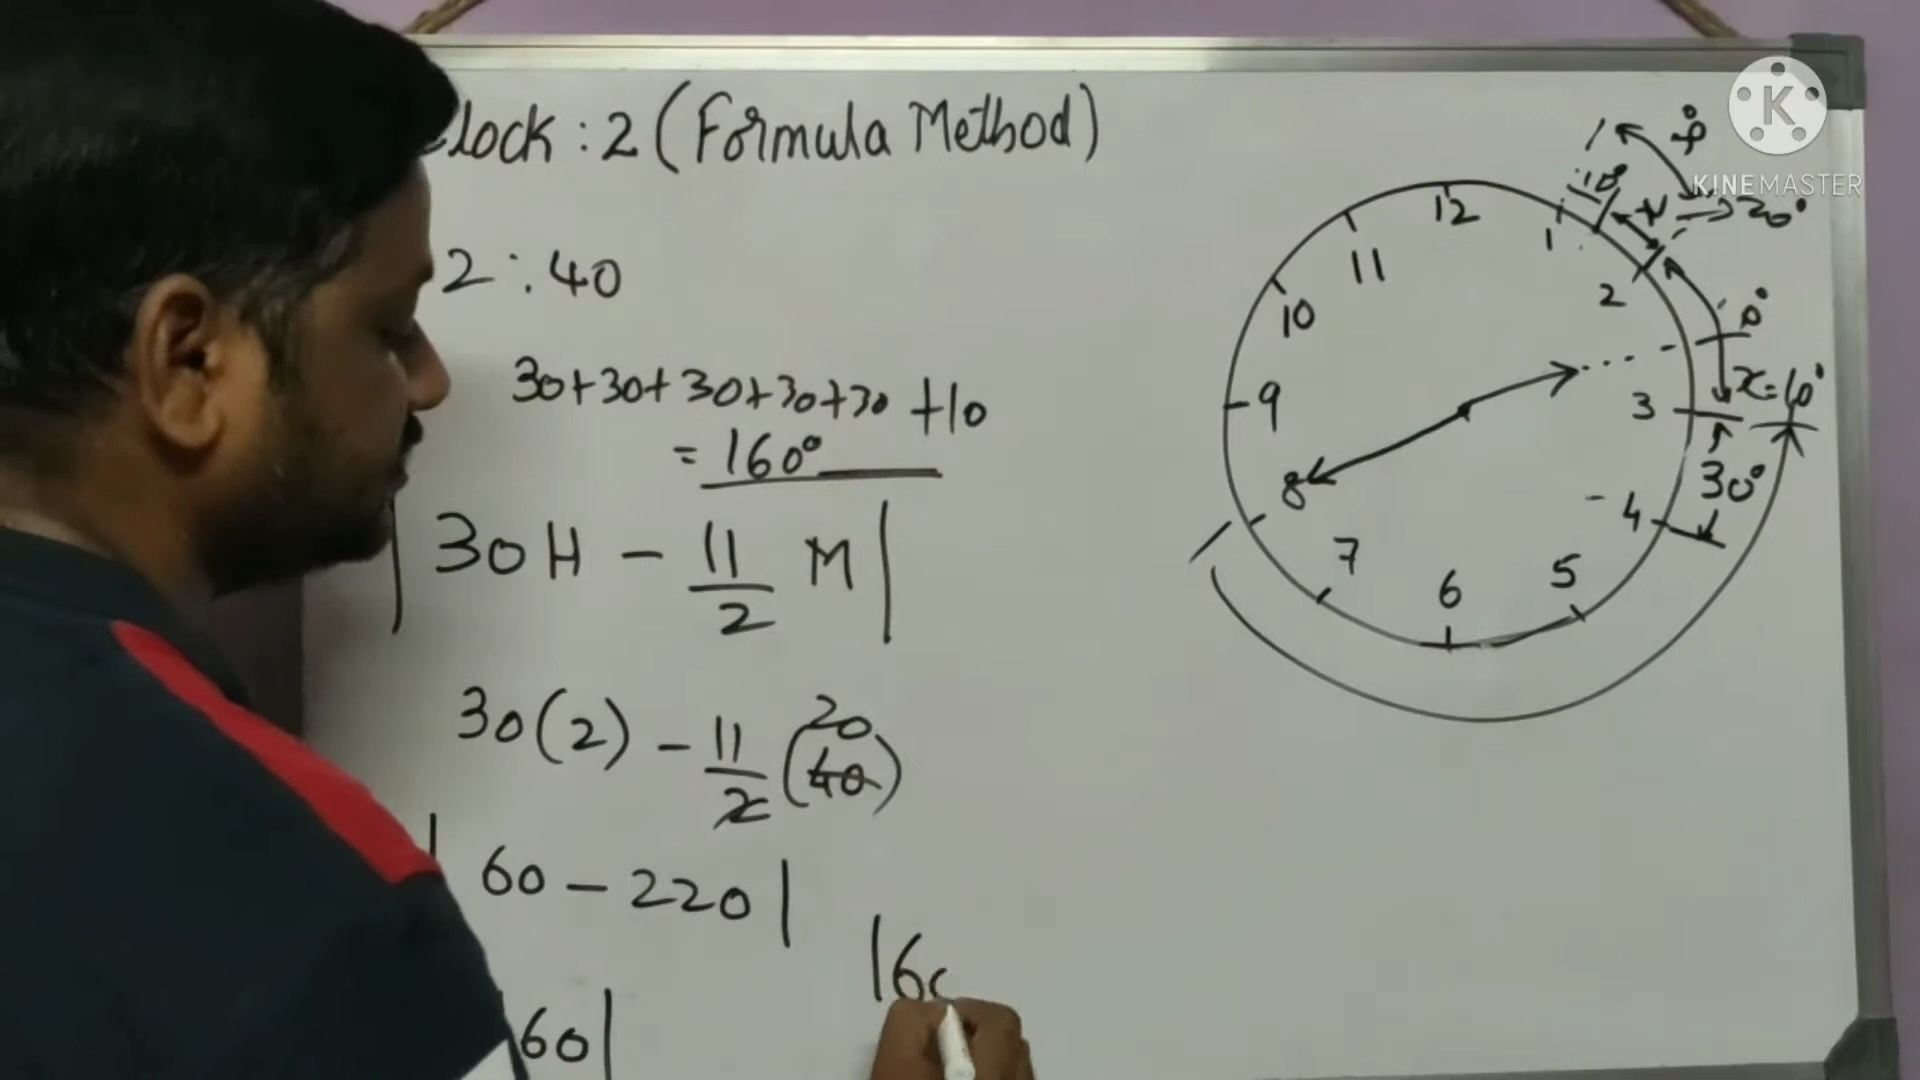 lock : 2 (Formula Method)
2 : 40
30+30+30+30+30 +10
= 160°
| 30H - 11/2 M |
30(2) - 11/2 (40) 20
| 60 - 220 |
60|
160
12
1
2
3
4
5
6
7
8
9
10
11
10°
20°
x=10°
30°
K
KINEMASTER